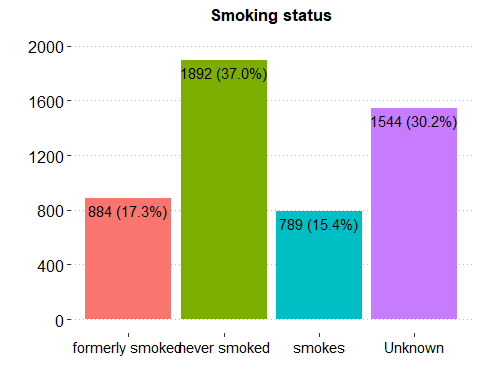 Smoking status
2000
1600
1200
800
400
0
884 (17.3%)
1892 (37.0%)
789 (15.4%)
1544 (30.2%)
formerly smoked
never smoked
smokes
Unknown